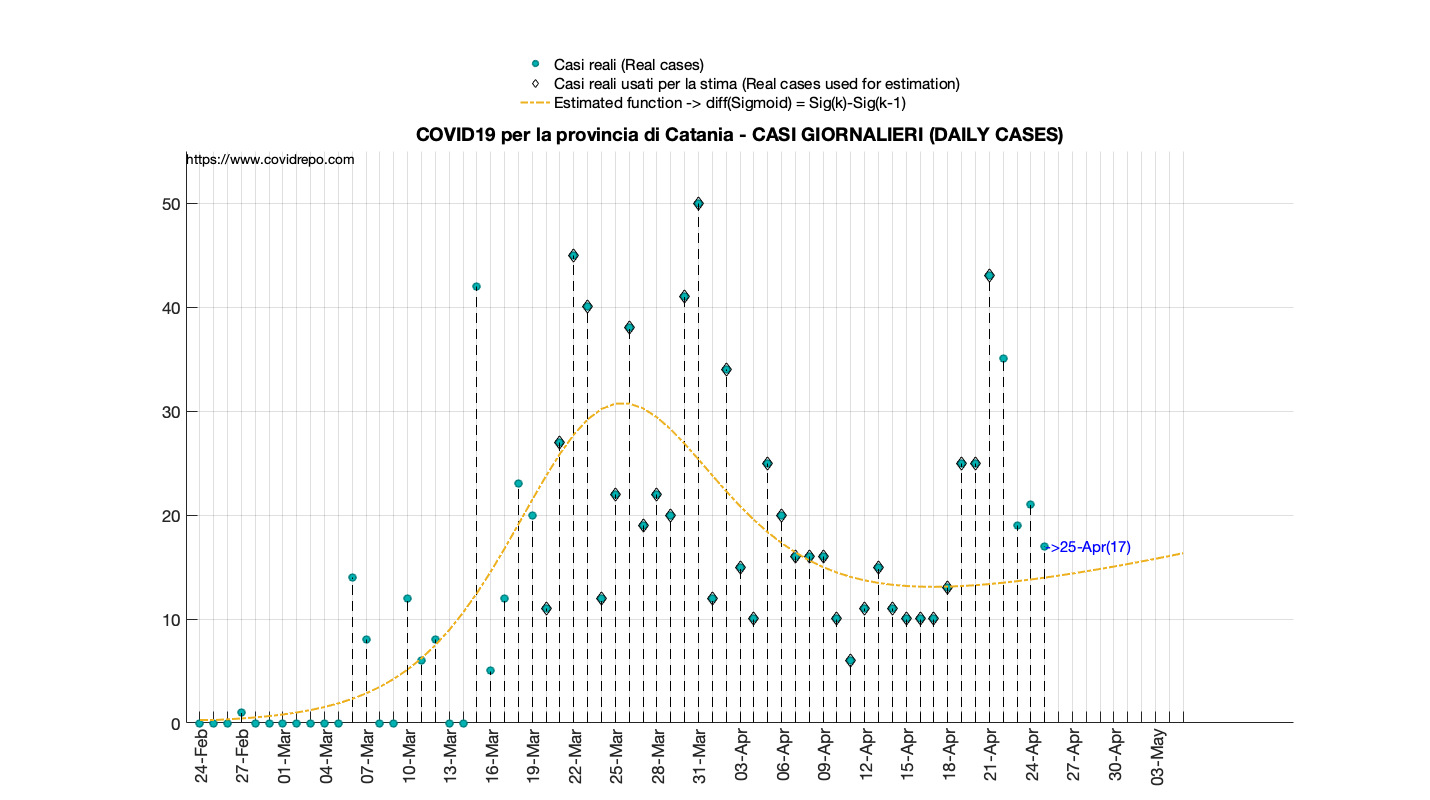 Casi reali (Real cases)
Casi reali usati per la stima (Real cases used for estimation)
Estimated function -> diff(Sigmoid) = Sig(k)-Sig(k-1)
COVID19 per la provincia di Catania - CASI GIORNALIERI (DAILY CASES)
https://www.covidrepo.com
50
40
30
20
10
0
->25-Apr(17)
24-Feb
27-Feb
01-Mar
04-Mar
07-Mar
10-Mar
13-Mar
16-Mar
19-Mar
22-Mar
25-Mar
28-Mar
31-Mar
03-Apr
06-Apr
09-Apr
12-Apr
15-Apr
18-Apr
21-Apr
24-Apr
27-Apr
30-Apr
03-May